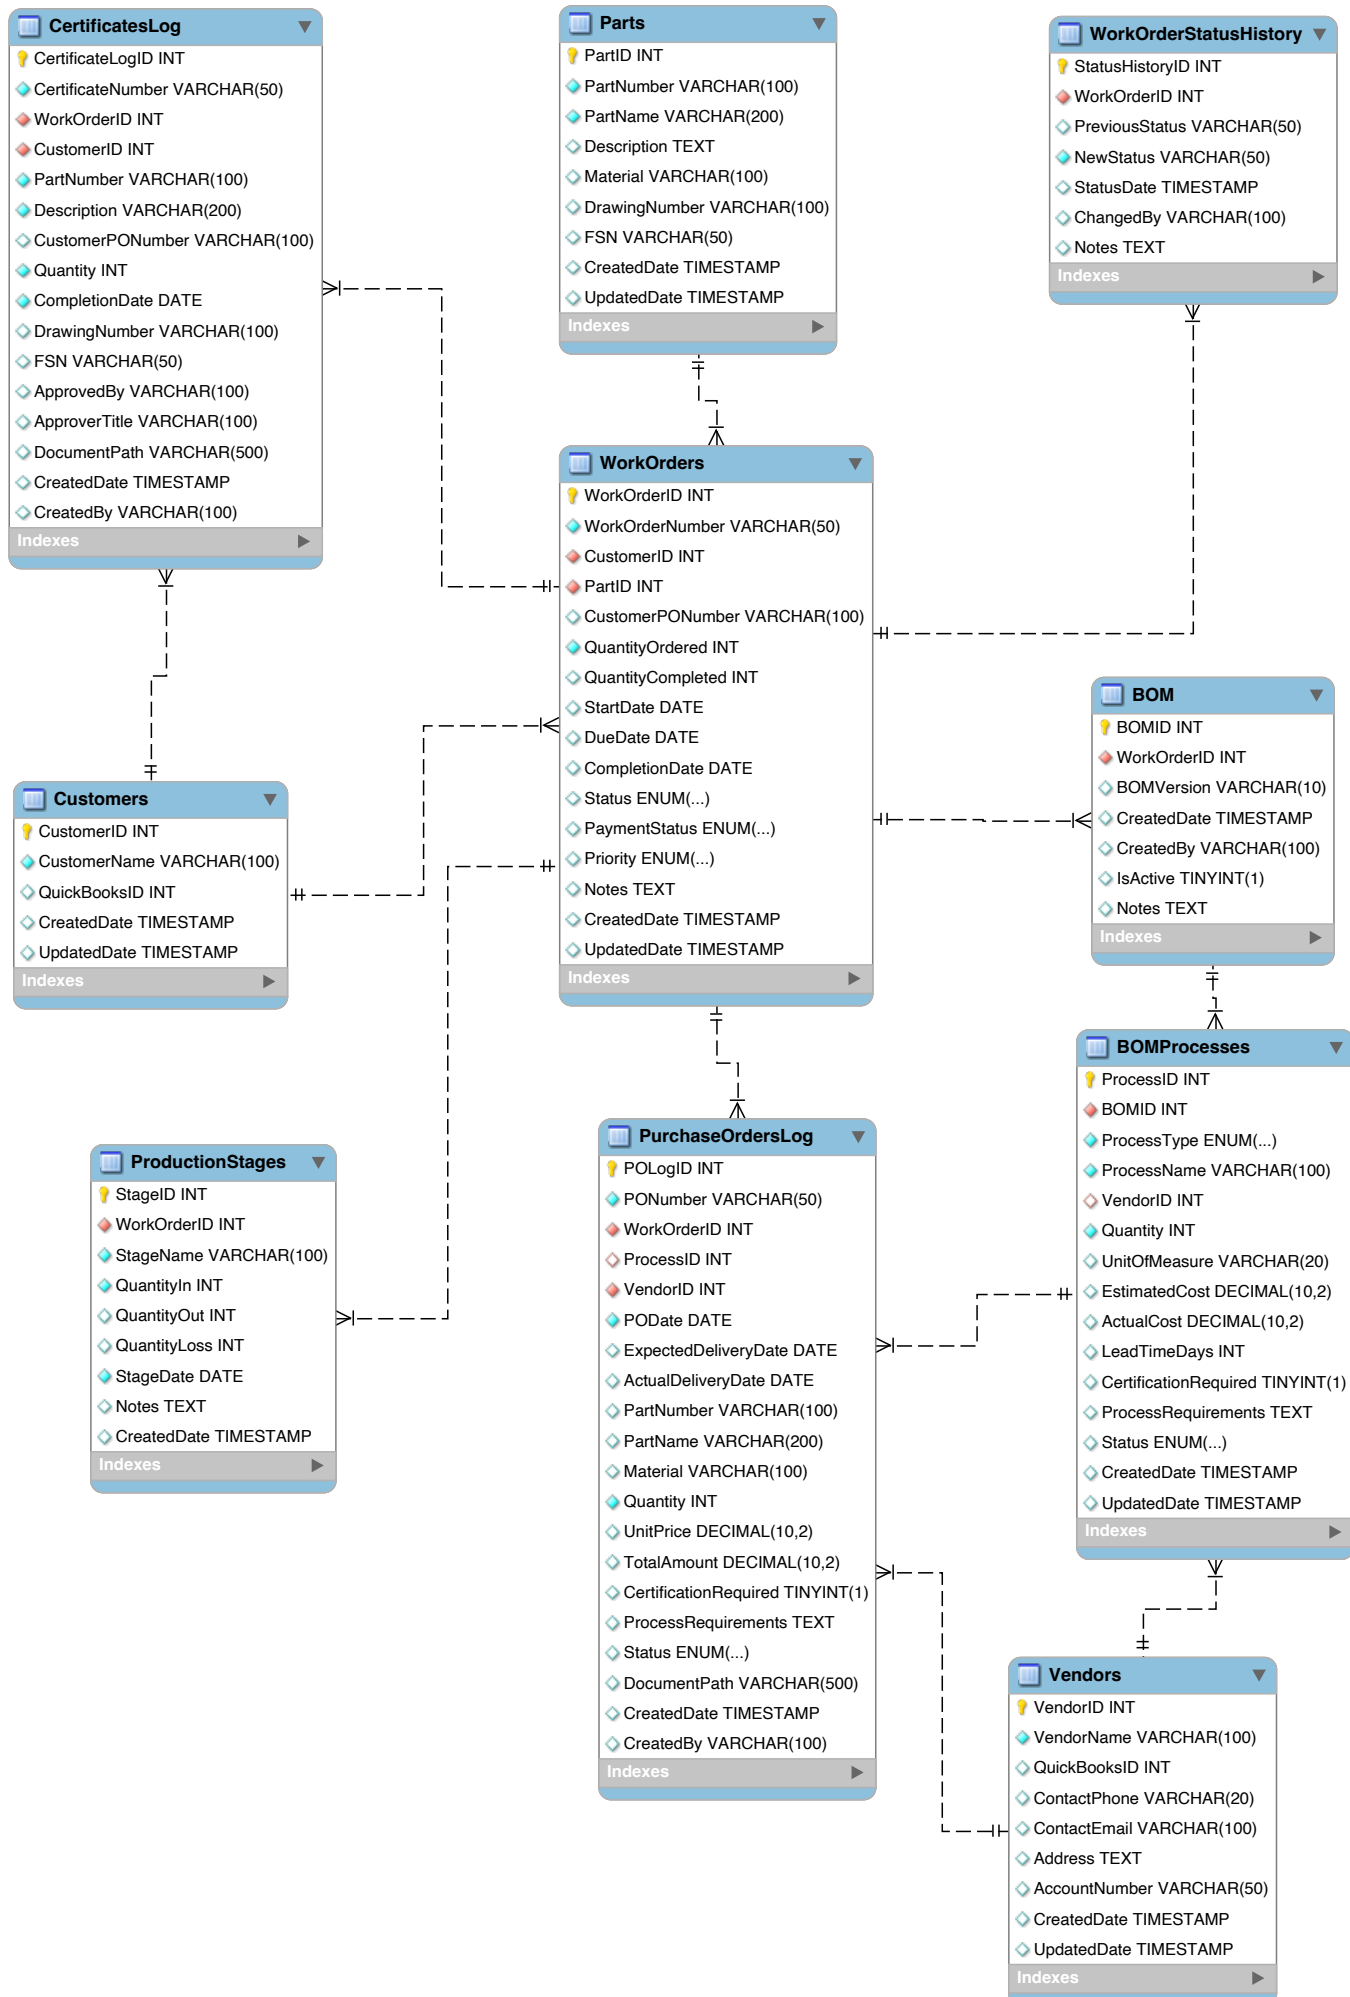 CertificatesLog
CertificateLogID INT
CertificateNumber VARCHAR(50)
WorkOrderID INT
CustomerID INT
PartNumber VARCHAR(100)
Description VARCHAR(200)
CustomerPONumber VARCHAR(100)
Quantity INT
CompletionDate DATE
DrawingNumber VARCHAR(100)
FSN VARCHAR(50)
ApprovedBy VARCHAR(100)
ApproverTitle VARCHAR(100)
DocumentPath VARCHAR(500)
CreatedDate TIMESTAMP
CreatedBy VARCHAR(100)
Indexes
Parts
PartID INT
PartNumber VARCHAR(100)
PartName VARCHAR(200)
Description TEXT
Material VARCHAR(100)
DrawingNumber VARCHAR(100)
FSN VARCHAR(50)
CreatedDate TIMESTAMP
UpdatedDate TIMESTAMP
Indexes
WorkOrderStatusHistory
StatusHistoryID INT
WorkOrderID INT
PreviousStatus VARCHAR(50)
NewStatus VARCHAR(50)
StatusDate TIMESTAMP
ChangedBy VARCHAR(100)
Notes TEXT
Indexes
WorkOrders
WorkOrderID INT
WorkOrderNumber VARCHAR(50)
CustomerID INT
PartID INT
CustomerPONumber VARCHAR(100)
QuantityOrdered INT
QuantityCompleted INT
StartDate DATE
DueDate DATE
CompletionDate DATE
Status ENUM(...)
PaymentStatus ENUM(...)
Priority ENUM(...)
Notes TEXT
CreatedDate TIMESTAMP
UpdatedDate TIMESTAMP
Indexes
BOM
BOMID INT
WorkOrderID INT
BOMVersion VARCHAR(10)
CreatedDate TIMESTAMP
CreatedBy VARCHAR(100)
IsActive TINYINT(1)
Notes TEXT
Indexes
Customers
CustomerID INT
CustomerName VARCHAR(100)
QuickBooksID INT
CreatedDate TIMESTAMP
UpdatedDate TIMESTAMP
Indexes
BOMProcesses
ProcessID INT
BOMID INT
ProcessType ENUM(...)
ProcessName VARCHAR(100)
VendorID INT
Quantity INT
UnitOfMeasure VARCHAR(20)
EstimatedCost DECIMAL(10,2)
ActualCost DECIMAL(10,2)
LeadTimeDays INT
CertificationRequired TINYINT(1)
ProcessRequirements TEXT
Status ENUM(...)
CreatedDate TIMESTAMP
UpdatedDate TIMESTAMP
Indexes
ProductionStages
StageID INT
WorkOrderID INT
StageName VARCHAR(100)
QuantityIn INT
QuantityOut INT
QuantityLoss INT
StageDate DATE
Notes TEXT
CreatedDate TIMESTAMP
Indexes
PurchaseOrdersLog
POLogID INT
PONumber VARCHAR(50)
WorkOrderID INT
ProcessID INT
VendorID INT
PODate DATE
ExpectedDeliveryDate DATE
ActualDeliveryDate DATE
PartNumber VARCHAR(100)
PartName VARCHAR(200)
Material VARCHAR(100)
Quantity INT
UnitPrice DECIMAL(10,2)
TotalAmount DECIMAL(10,2)
CertificationRequired TINYINT(1)
ProcessRequirements TEXT
Status ENUM(...)
DocumentPath VARCHAR(500)
CreatedDate TIMESTAMP
CreatedBy VARCHAR(100)
Indexes
Vendors
VendorID INT
VendorName VARCHAR(100)
QuickBooksID INT
ContactPhone VARCHAR(20)
ContactEmail VARCHAR(100)
Address TEXT
AccountNumber VARCHAR(50)
CreatedDate TIMESTAMP
UpdatedDate TIMESTAMP
Indexes